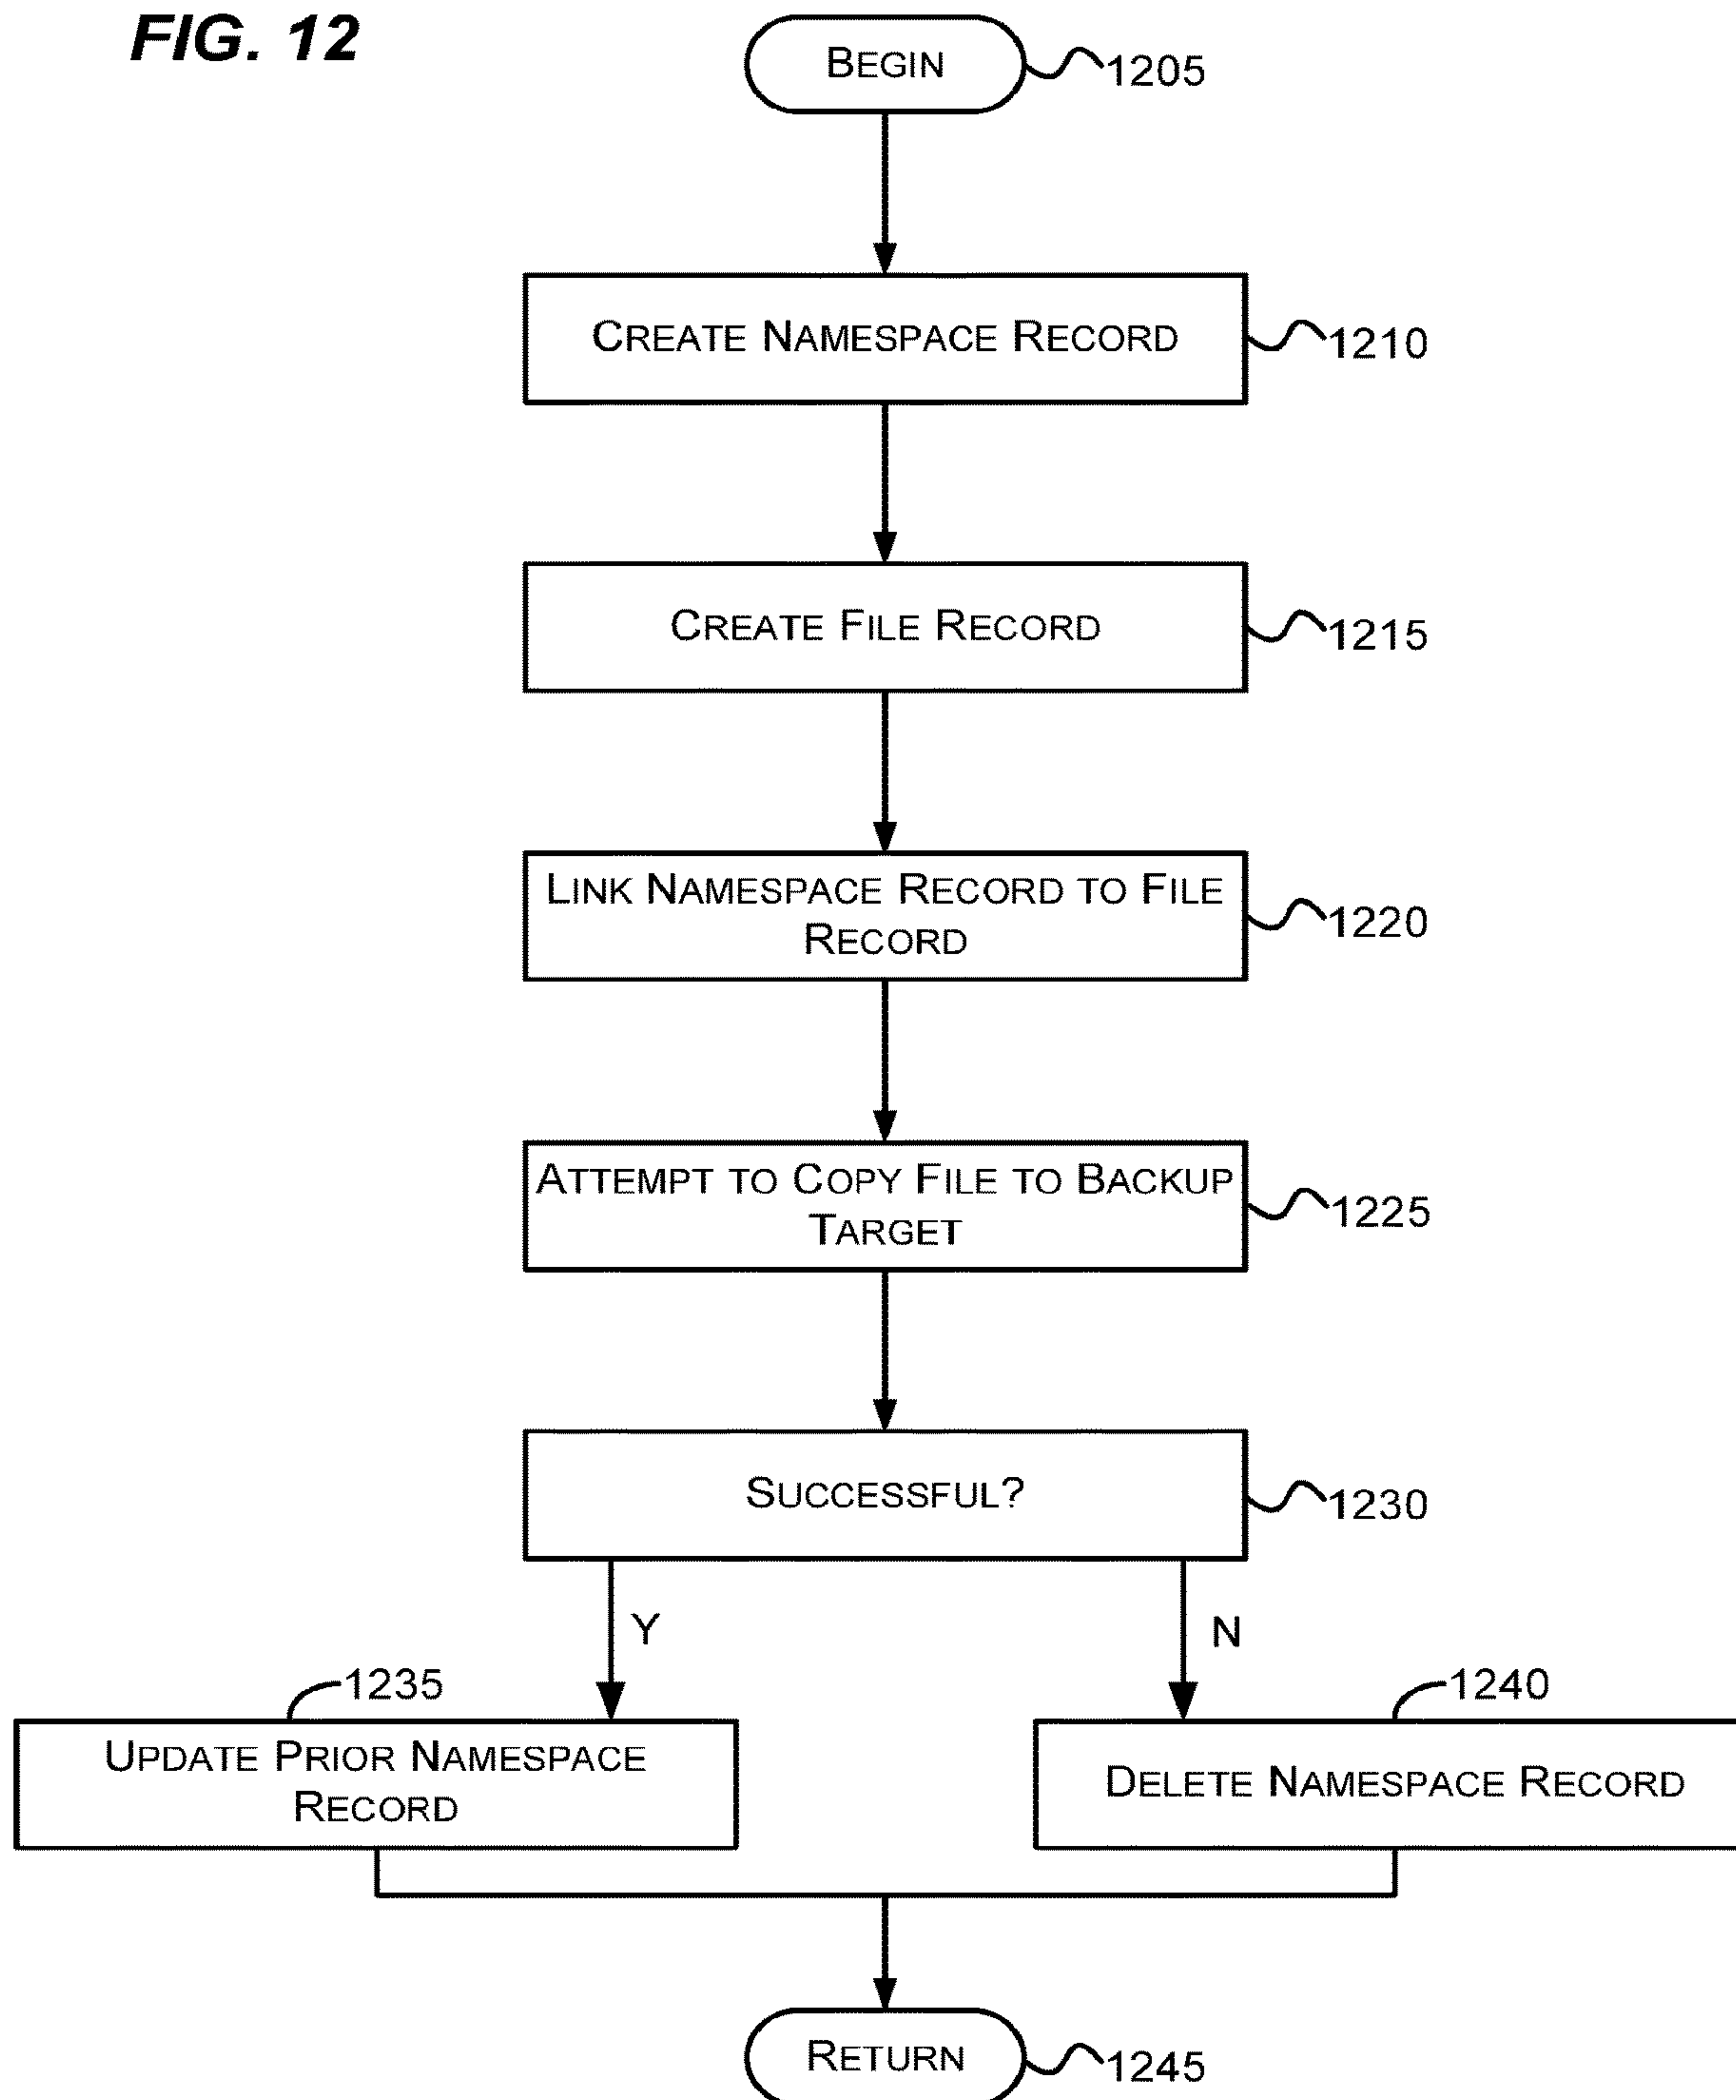 FIG. 12
BEGIN
1205
CREATE NAMESPACE RECORD
1210
CREATE FILE RECORD
1215
LINK NAMESPACE RECORD TO FILE
RECORD
1220
ATTEMPT TO COPY FILE TO BACKUP
TARGET
1225
SUCCESSFUL?
1230
Y
N
1235
1240
UPDATE PRIOR NAMESPACE
RECORD
DELETE NAMESPACE RECORD
RETURN
1245